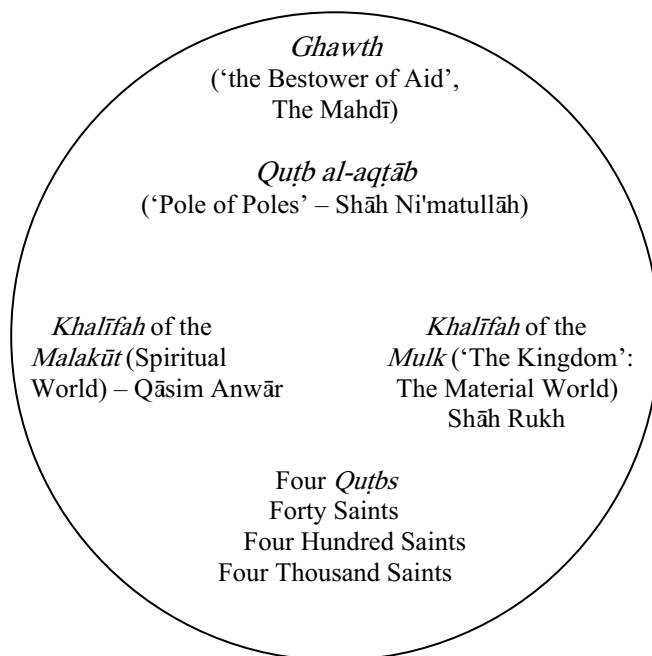 Ghawth
(‘the Bestower of Aid’,
The Mahdī)
Quṭb al-aqṭāb
(‘Pole of Poles’ – Shāh Ni'matullāh)
Khalīfah of the
Malakūt (Spiritual
World) – Qāsim Anwār
Khalīfah of the
Mulk (‘The Kingdom’:
The Material World)
Shāh Rukh
Four Quṭbs
Forty Saints
Four Hundred Saints
Four Thousand Saints